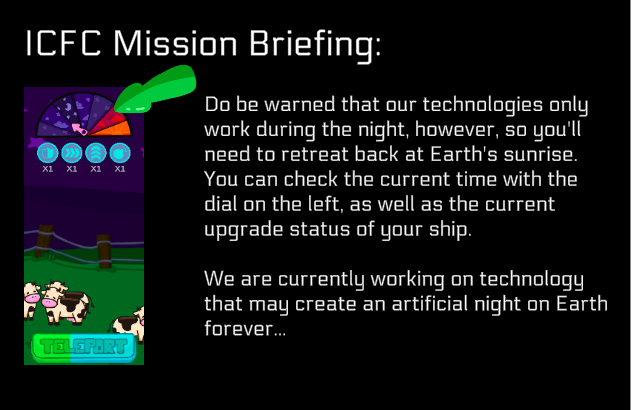 ICFC Mission Briefing:
Do be warned that our technologies only
work during the night, however, so you'll
need to retreat back at Earth's sunrise.
You can check the current time with the
dial on the left, as well as the current
upgrade status of your ship.
We are currently working on technology
that may create an artificial night on Earth
forever...
X1 X1 X1 X1
TELEPORT